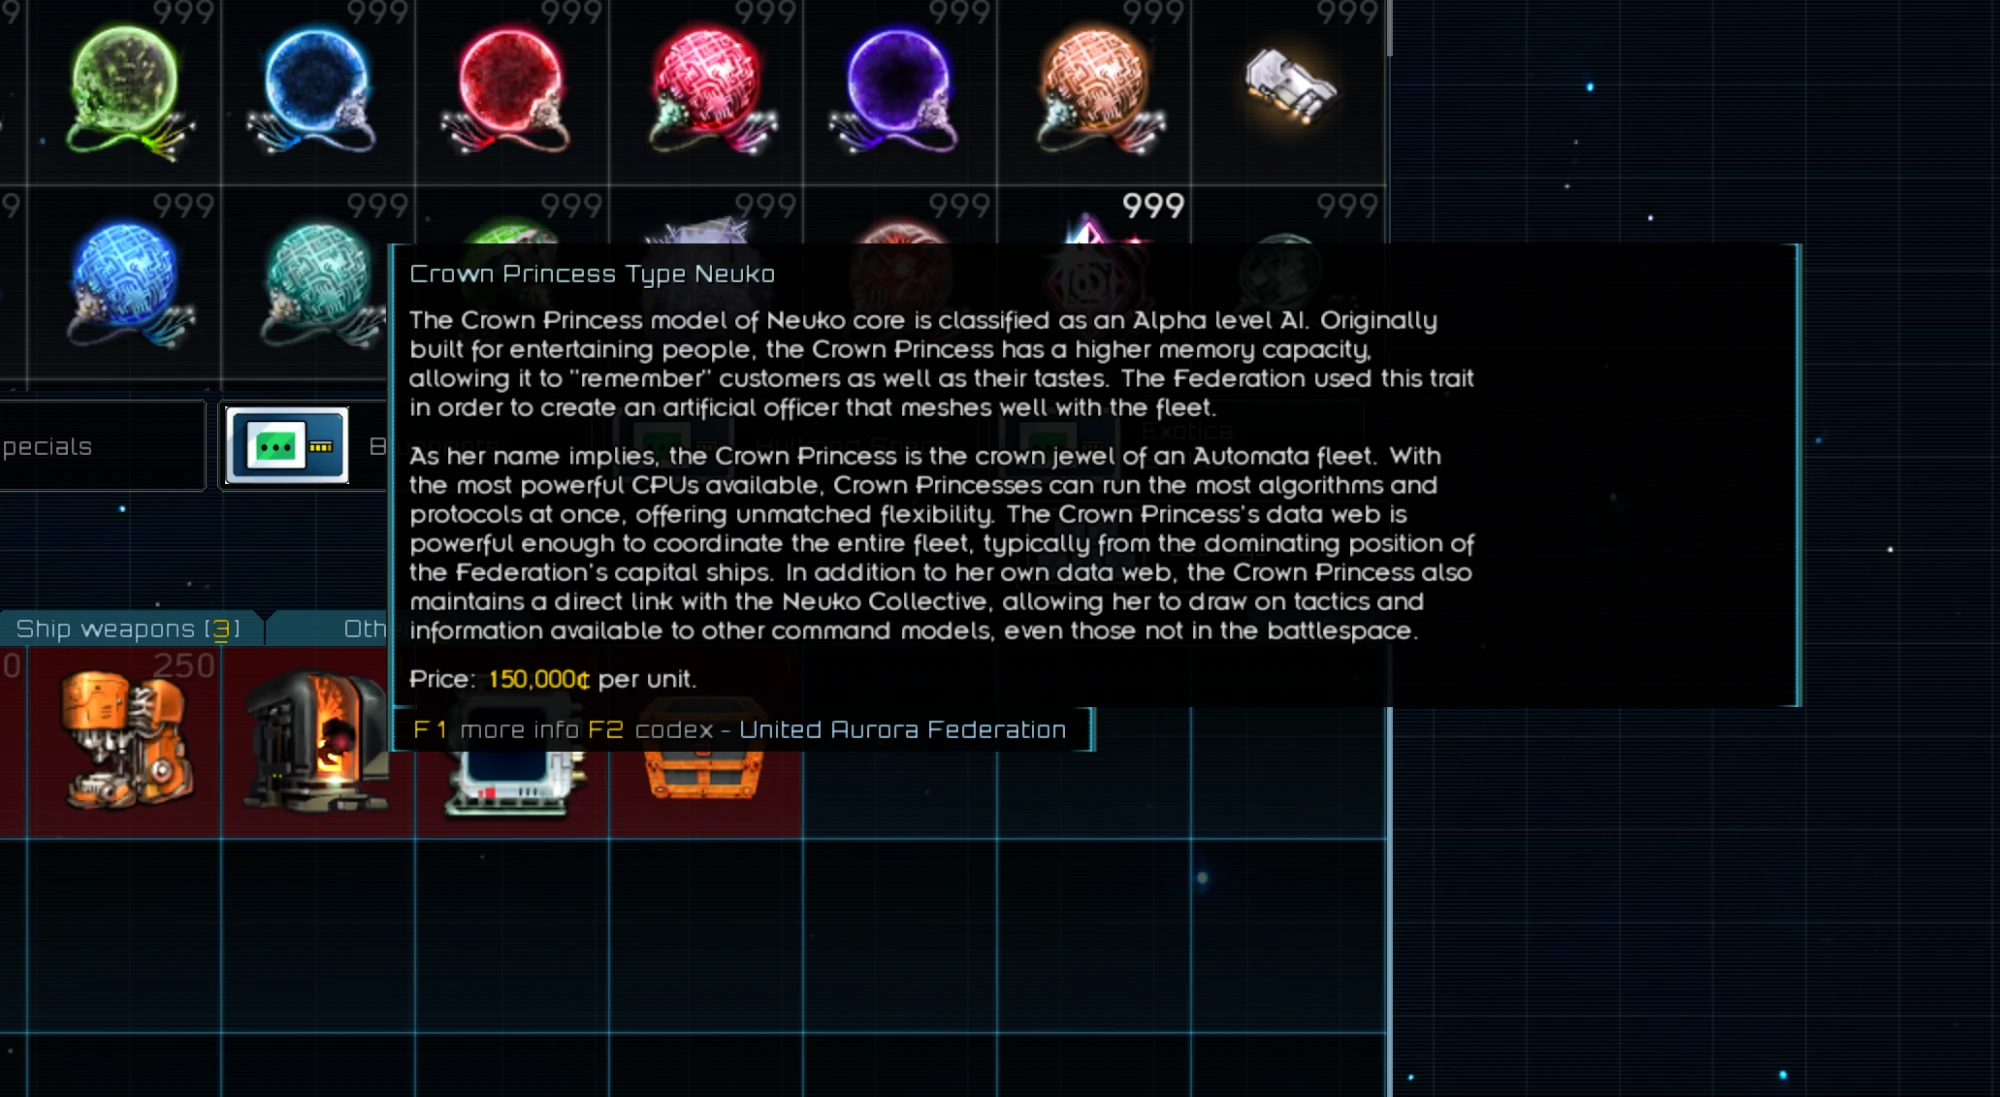 9 999 999 999 999 999 999 999
9 999 999 999 999 999 999 999
Crown Princess Type Neuko
The Crown Princess model of Neuko core is classified as an Alpha level AI. Originally
built for entertaining people, the Crown Princess has a higher memory capacity,
allowing it to "remember" customers as well as their tastes. The Federation used this trait
in order to create an artificial officer that meshes well with the fleet.
pecials
Exotica
As her name implies, the Crown Princess is the crown jewel of an Automata fleet. With
the most powerful CPUs available, Crown Princesses can run the most algorithms and
protocols at once, offering unmatched flexibility. The Crown Princess's data web is
powerful enough to coordinate the entire fleet, typically from the dominating position of
the Federation's capital ships. In addition to her own data web, the Crown Princess also
maintains a direct link with the Neuko Collective, allowing her to draw on tactics and
information available to other command models, even those not in the battlespace.
Ship weapons [3] Oth
0 250
Price: 150,000¢ per unit.
F1 more info F2 codex - United Aurora Federation